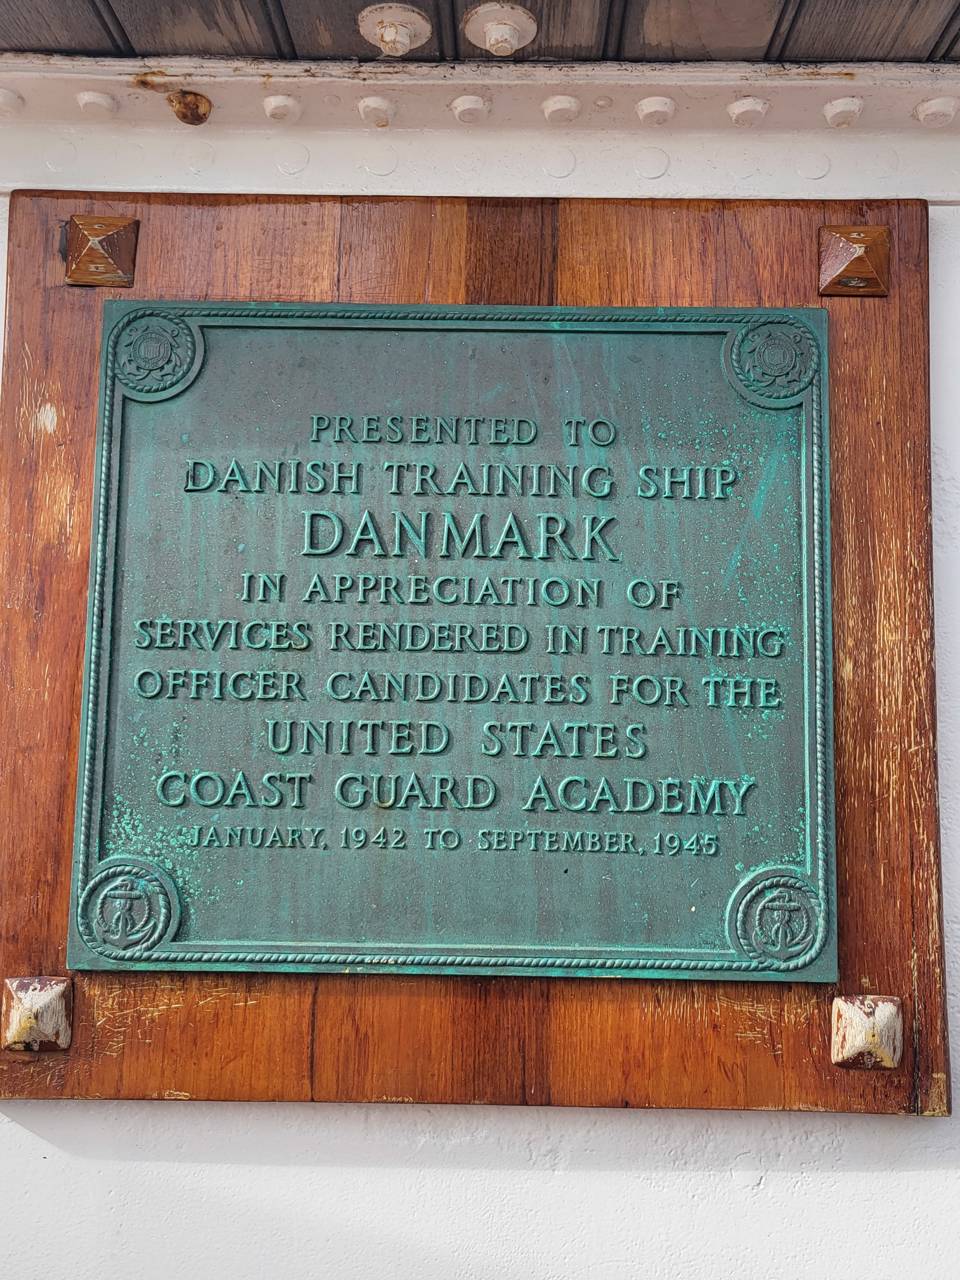 PRESENTED TO
DANISH TRAINING SHIP
DANMARK
IN APPRECIATION OF
SERVICES RENDERED IN TRAINING
OFFICER CANDIDATES FOR THE
UNITED STATES
COAST GUARD ACADEMY
JANUARY, 1942 TO SEPTEMBER, 1945